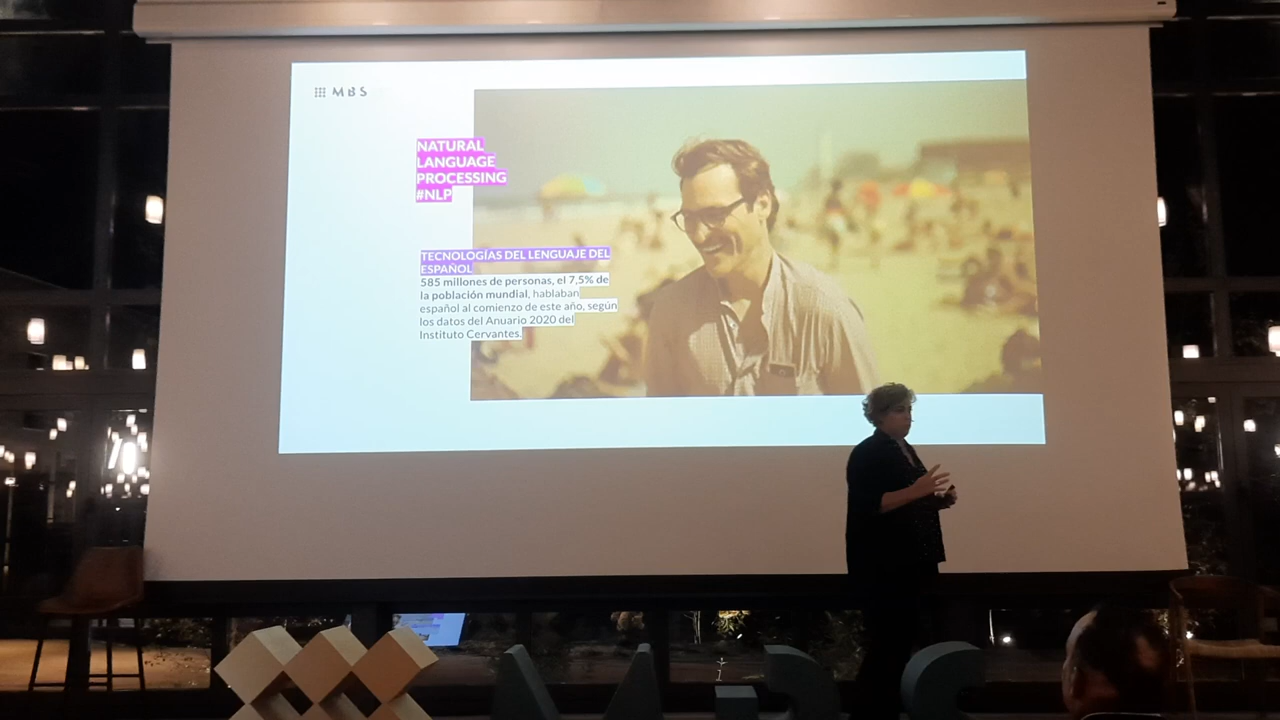 MBS
NATURAL
LANGUAGE
PROCESSING
#NLP
TECNOLOGÍAS DEL LENGUAJE DEL
ESPAÑOL
585 millones de personas, el 7,5% de
la población mundial, hablaban
español al comienzo de este año, según
los datos del Anuario 2020 del
Instituto Cervantes.